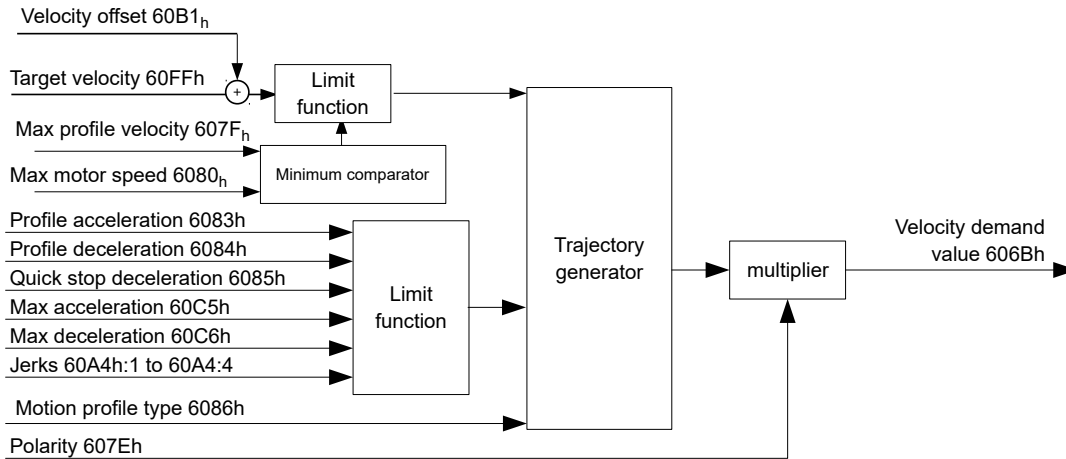 Velocity offset 60B1h
Target velocity 60FFh
+
Limit
function
Max profile velocity 607Fh
Minimum comparator
Max motor speed 6080h
Profile acceleration 6083h
Profile deceleration 6084h
Quick stop deceleration 6085h
Max acceleration 60C5h
Max deceleration 60C6h
Jerks 60A4h:1 to 60A4:4
Limit
function
Motion profile type 6086h
Polarity 607Eh
Trajectory
generator
multiplier
Velocity demand
value 606Bh